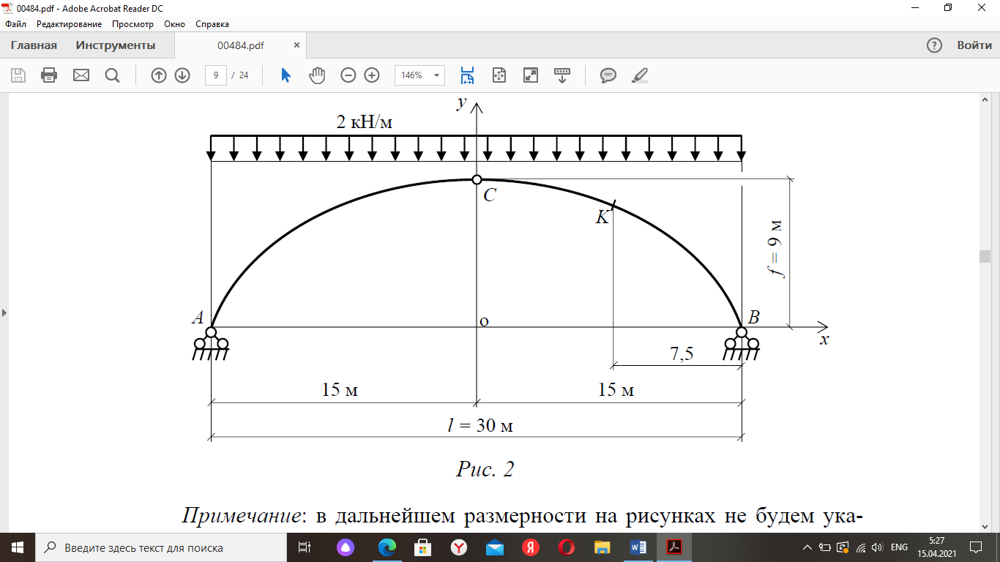 00484.pdf - Adobe Acrobat Reader DC
Файл Редактирование Просмотр Окно Справка
Главная Инструменты 00484.pdf × Войти
9 / 24 146%
y
2 кН/м
C
K
f = 9 м
A
о
B
x
7,5
15 м 15 м
l = 30 м
Рис. 2
Примечание: в дальнейшем размерности на рисунках не будем ука-
Введите здесь текст для поиска
ENG
5:27
15.04.2021